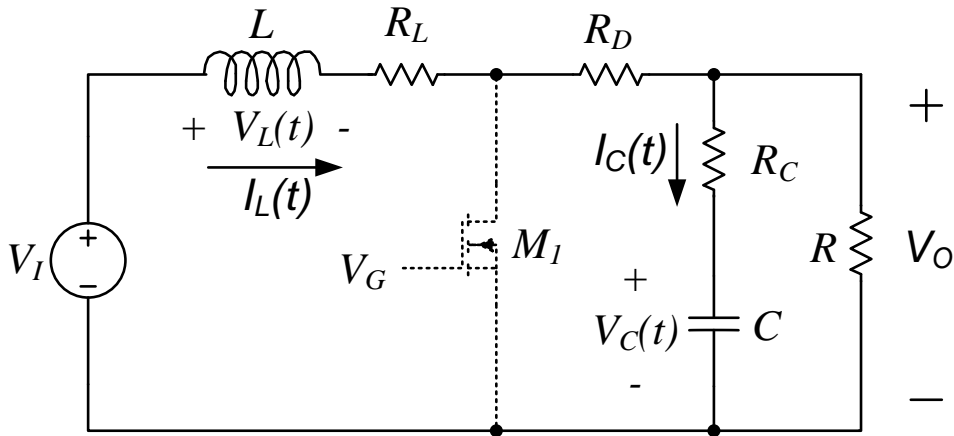 L
R_L
R_D
+ V_L(t) -
I_L(t)
I_C(t)
R_C
+
V_I
+
−
V_G
M_1
R
V_O
+
V_C(t)
-
C
−